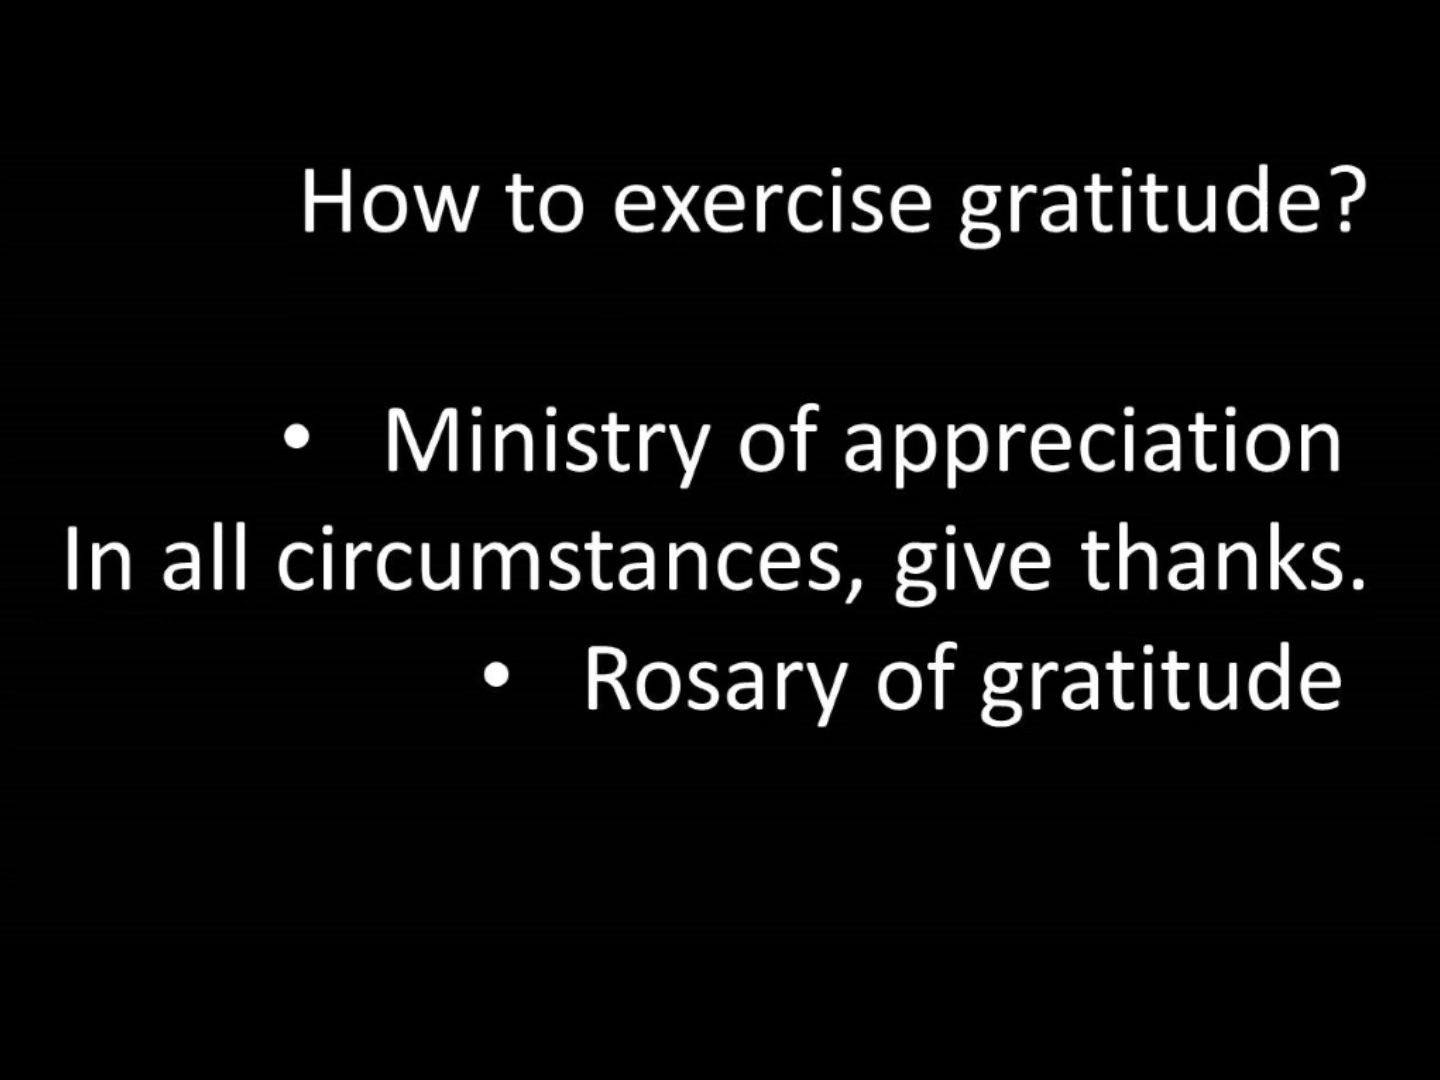 How to exercise gratitude?
• Ministry of appreciation
In all circumstances, give thanks.
• Rosary of gratitude